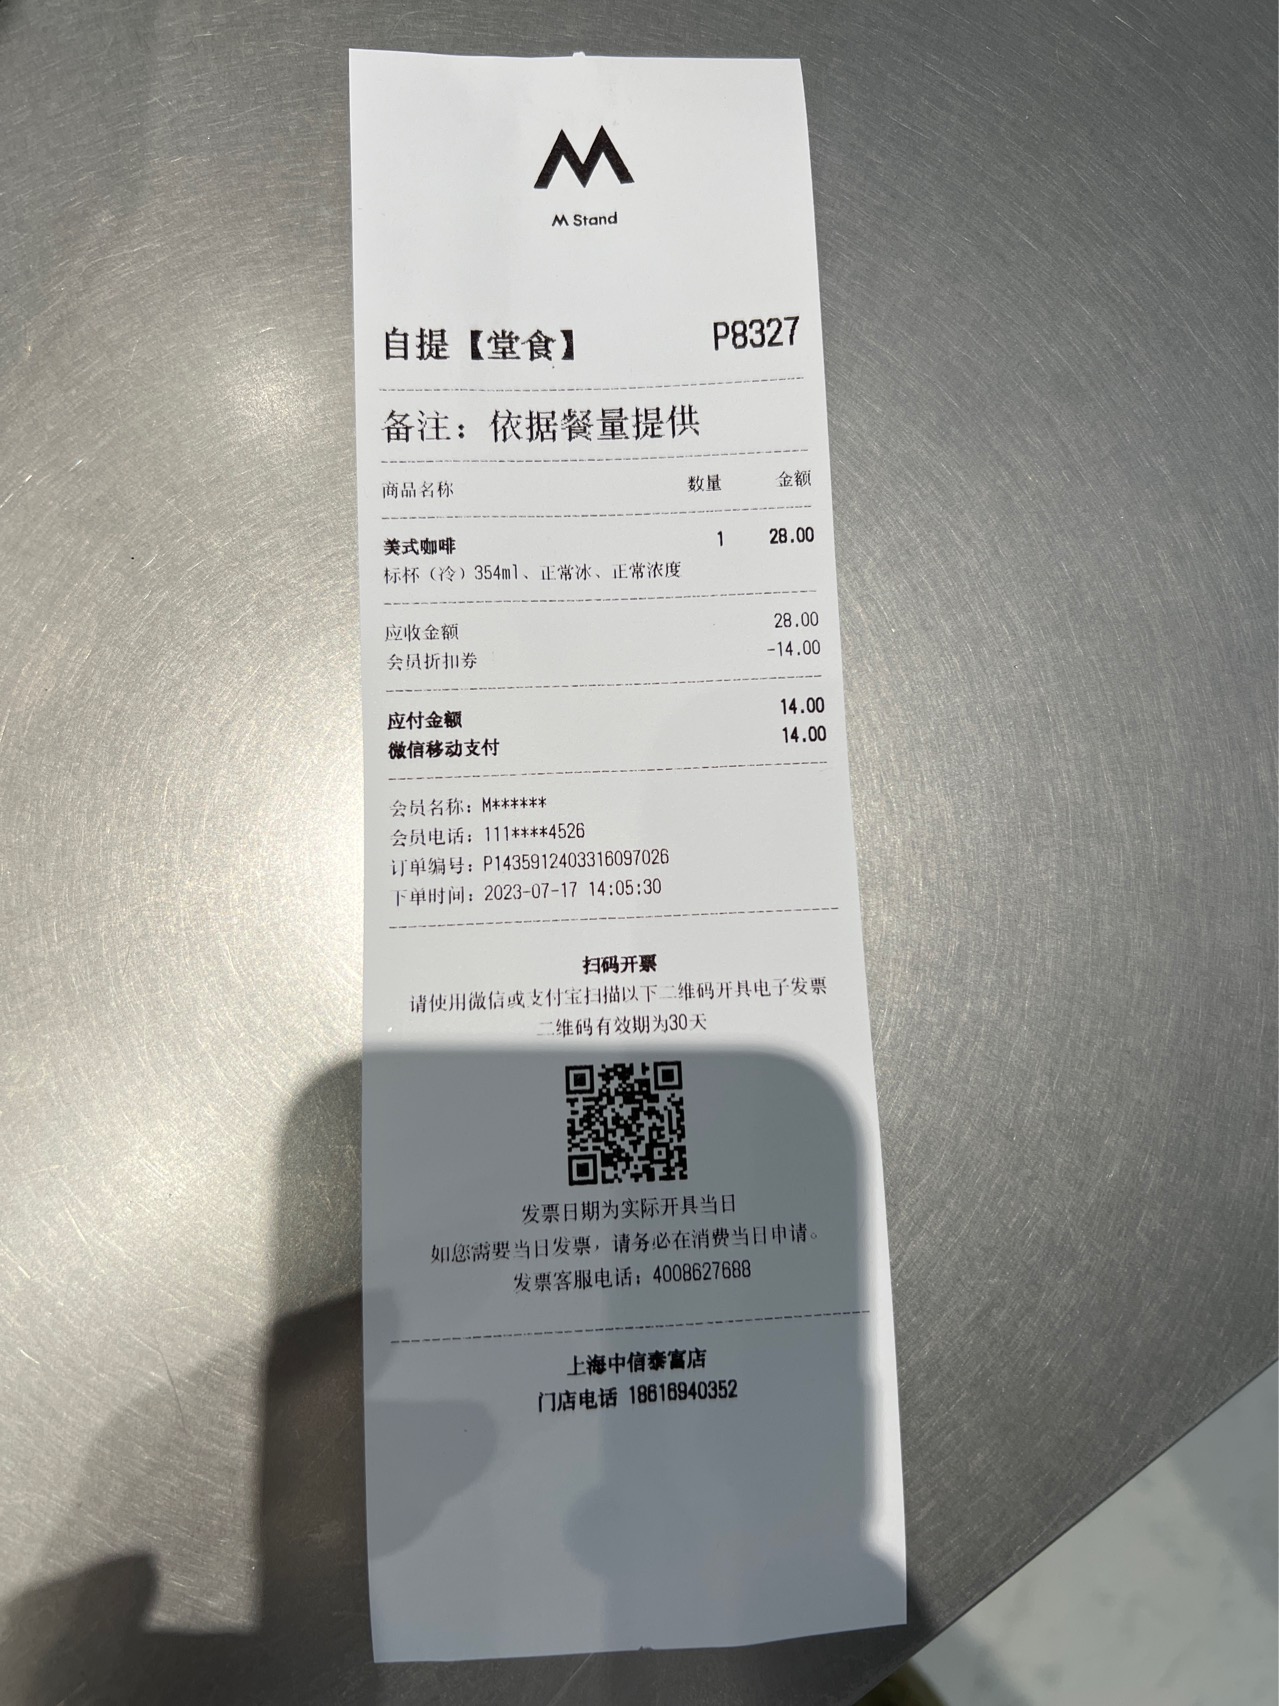 M Stand
自提【堂食】 P8327
备注：依据餐量提供
商品名称 数量 金额
美式咖啡 1 28.00
标杯（冷）354ml、正常冰、正常浓度
应收金额 28.00
会员折扣券 -14.00
应付金额 14.00
微信移动支付 14.00
会员名称：M******
会员电话：111****4526
订单编号：P1435912403316097026
下单时间：2023-07-17 14:05:30
扫码开票
请使用微信或支付宝扫描以下二维码开具电子发票
二维码有效期为30天
发票日期为实际开具当日
如您需要当日发票，请务必在消费当日申请。
发票客服电话：4008627688
上海中信泰富店
门店电话 18616940352